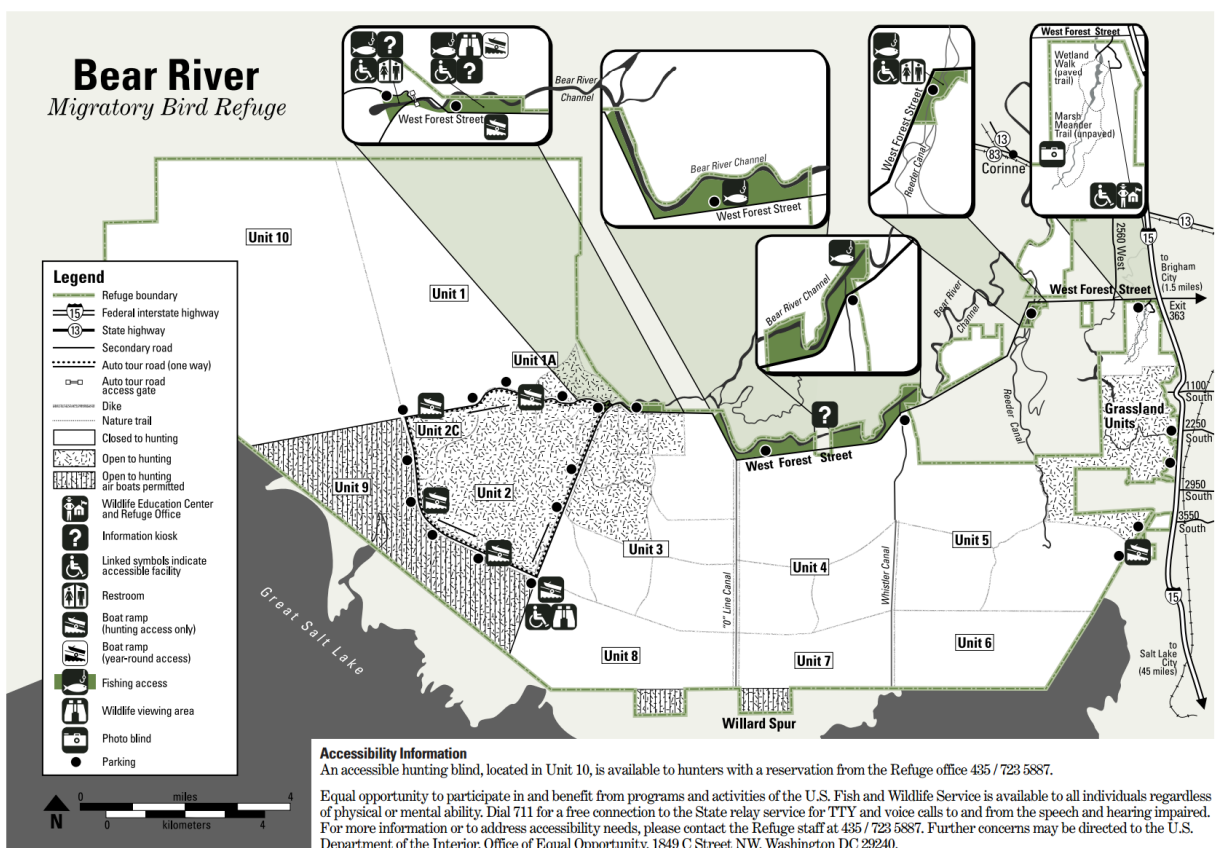 Bear River
Migratory Bird Refuge
?
?
?
West Forest Street
Bear River
Channel
Bear River Channel
West Forest Street
West Forest Street
Reeder Canal
13
83
Corinne
West Forest Street
Wetland
Walk
(paved
trail)
Marsh
Meander
Trail (unpaved)
2560 West
13
15
to
Brigham
City
(1.5 miles)
West Forest Street
Exit
363
Bear River Channel
Bear River
Channel
Unit 10
Unit 1
Unit 1A
Unit 2C
Unit 2
Unit 9
?
West Forest Street
Reeder Canal
Grassland
Units
1100
South
2250
South
2950
South
3550
South
Unit 3
Unit 4
Unit 5
"O" Line Canal
Whistler Canal
Unit 8
Unit 7
Unit 6
15
to
Salt Lake
City
(45 miles)
Great Salt Lake
Willard Spur
Legend
Refuge boundary
15 Federal interstate highway
13 State highway
Secondary road
Auto tour road (one way)
Auto tour road
access gate
Dike
Nature trail
Closed to hunting
Open to hunting
Open to hunting
air boats permitted
Wildlife Education Center
and Refuge Office
? Information kiosk
Linked symbols indicate
accessible facility
Restroom
Boat ramp
(hunting access only)
Boat ramp
(year-round access)
Fishing access
Wildlife viewing area
Photo blind
Parking
N
0 miles 4
0 kilometers 4
Accessibility Information
An accessible hunting blind, located in Unit 10, is available to hunters with a reservation from the Refuge office 435 / 723 5887.
Equal opportunity to participate in and benefit from programs and activities of the U.S. Fish and Wildlife Service is available to all individuals regardless
of physical or mental ability. Dial 711 for a free connection to the State relay service for TTY and voice calls to and from the speech and hearing impaired.
For more information or to address accessibility needs, please contact the Refuge staff at 435 / 723 5887. Further concerns may be directed to the U.S.
Department of the Interior, Office of Equal Opportunity, 1849 C Street NW, Washington DC 29240.